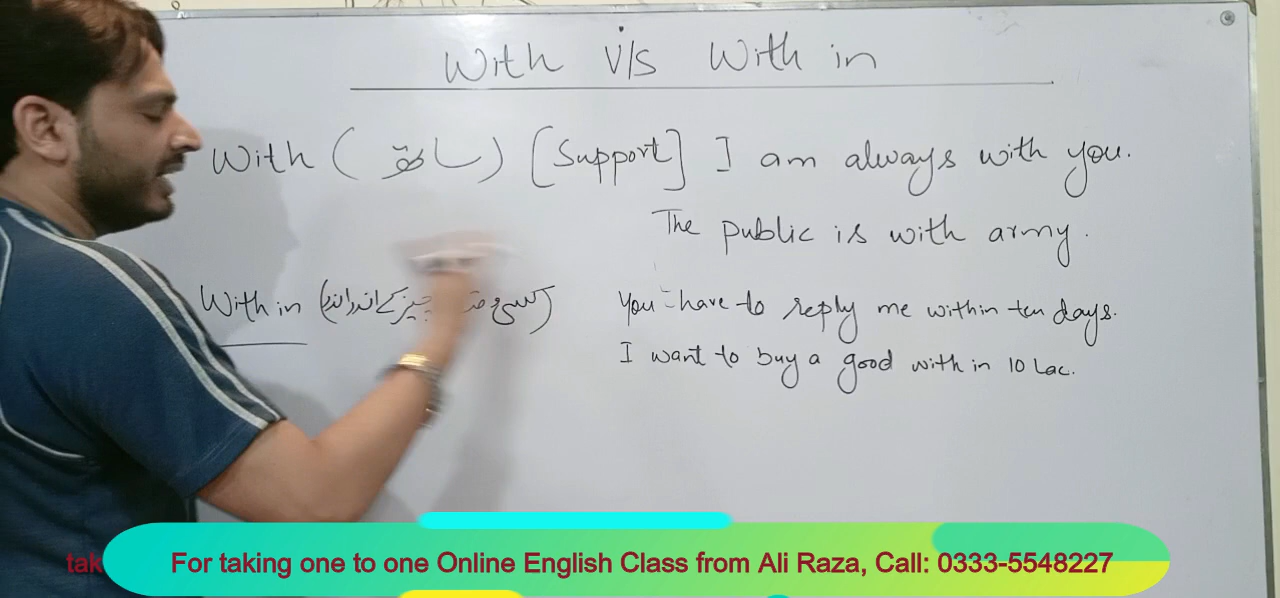 With V/s With in
With (ساتھ) [Support] I am always with you.
The public is with army.
With in (کسی چیز کے اندر اندر)
You have to reply me within ten days.
I want to buy a good with in 10 Lac.
tak
For taking one to one Online English Class from Ali Raza, Call: 0333-5548227